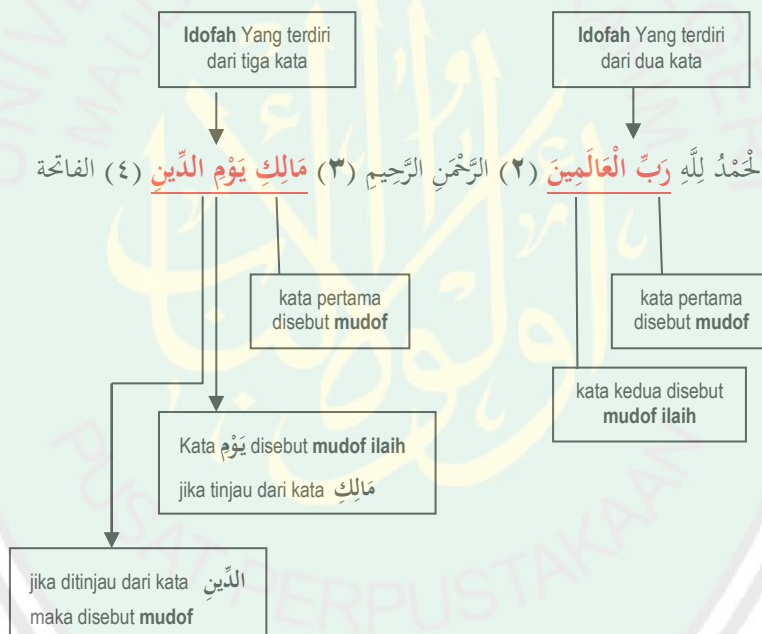 Idofah Yang terdiri
dari tiga kata
Idofah Yang terdiri
dari dua kata
لْحَمْدُ لِلَّهِ رَبِّ الْعَالَمِينَ (٢) الرَّحْمَنِ الرَّحِيمِ (٣) مَالِكِ يَوْمِ الدِّينِ (٤) الفاتحة
kata pertama
disebut mudof
kata pertama
disebut mudof
kata kedua disebut
mudof ilaih
Kata يَوْمِ disebut mudof ilaih
jika tinjau dari kata مَالِكِ
jika ditinjau dari kata الدِّينِ
maka disebut mudof
PUSAT PERPUSTAKAAN